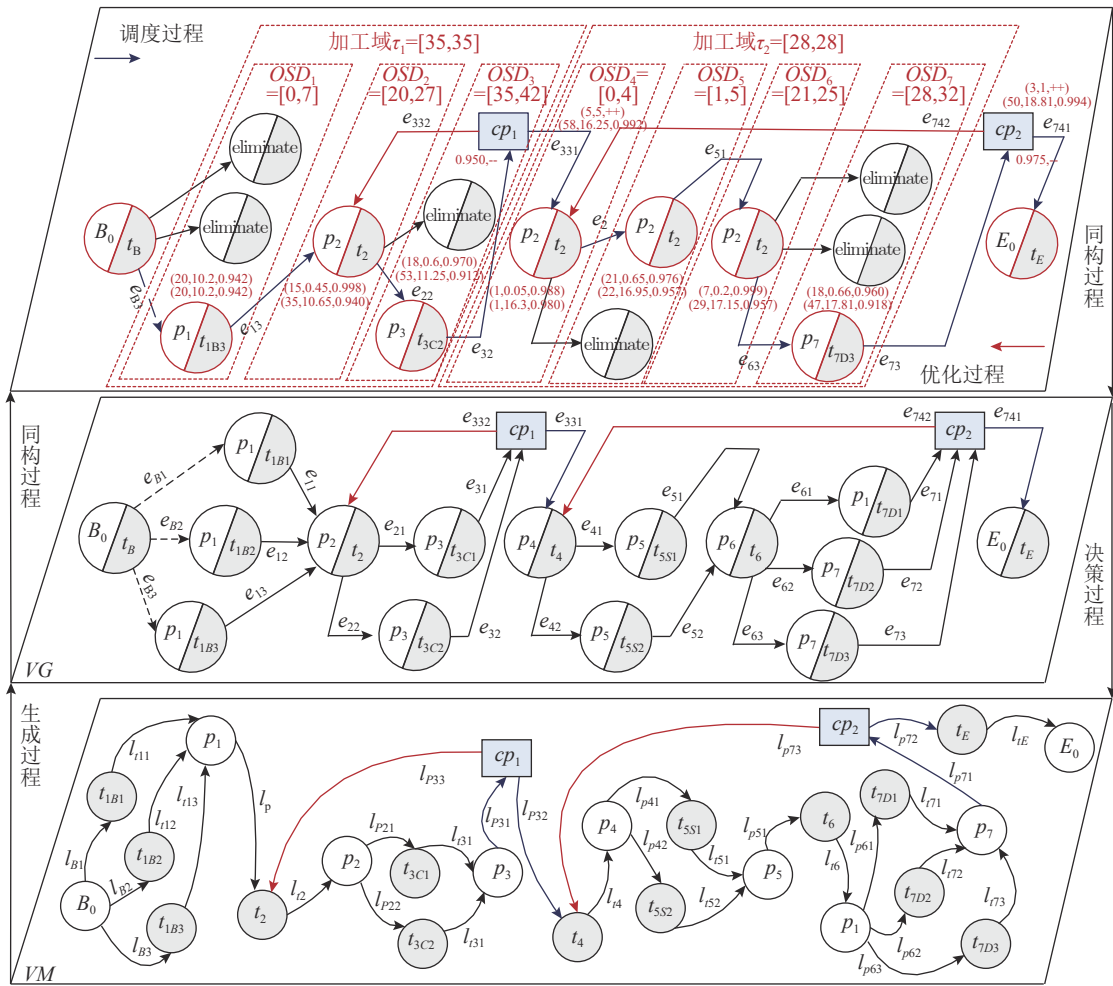 调度过程
加工域τ1=[35,35]
加工域τ2=[28,28]
OSD1
=[0,7]
OSD2
=[20,27]
OSD3
=[35,42]
OSD4=
[0,4]
OSD5
=[1,5]
OSD6
=[21,25]
OSD7
=[28,32]
(3,1,++)
(50,18.81,0.994)
(5,5,++)
(58,16.25,0.992)
e332
cp1
e331
e51
e742
cp2
e741
0.950,--
0.975,--
eliminate
eliminate
eliminate
eliminate
eliminate
eliminate
B0
tB
p2
t2
p2
t2
e2
p2
t2
p2
t2
E0
tE
eB3
(20,10.2,0.942)
(20,10.2,0.942)
(15,0.45,0.998)
(35,10.65,0.940)
(18,0.6,0.970)
(53,11.25,0.912)
(1,0.05,0.988)
(1,16.3,0.980)
(21,0.65,0.976)
(22,16.95,0.957)
(7,0.2,0.999)
(29,17.15,0.957)
(18,0.66,0.960)
(47,17.81,0.918)
p1
t1B3
e13
e22
p3
t3C2
e32
e63
p7
t7D3
e73
优化过程
同构过程
同构过程
e332
cp1
e331
e742
cp2
e741
p1
t1B1
eB1
e11
e31
e51
e61
p1
t7D1
e71
B0
tB
eB2
p1
t1B2
e12
p2
t2
e21
p3
t3C1
p4
t4
e41
p5
t5S1
p6
t6
E0
tE
eB3
e62
p7
t7D2
e72
p1
t1B3
e13
e22
p3
t3C2
e32
e42
p5
t5S2
e52
e63
p7
t7D3
e73
VG
决策过程
生成过程
p1
lt11
lP33
cp1
lp73
cp2
lp72
tE
ltE
E0
t1B1
lt13
lp
lP31
lP32
lp71
lt12
lB1
t1B2
lB2
B0
t1B3
lB3
t2
lt2
p2
lP21
t3C1
lt31
p3
lP22
t3C2
lt31
t4
lt4
p4
lp41
t5S1
lp42
lt51
p5
lp51
t5S2
lt52
t6
lt6
lp61
t7D1
lt71
p7
p1
lp62
t7D2
lt72
lp63
t7D3
lt73
VM